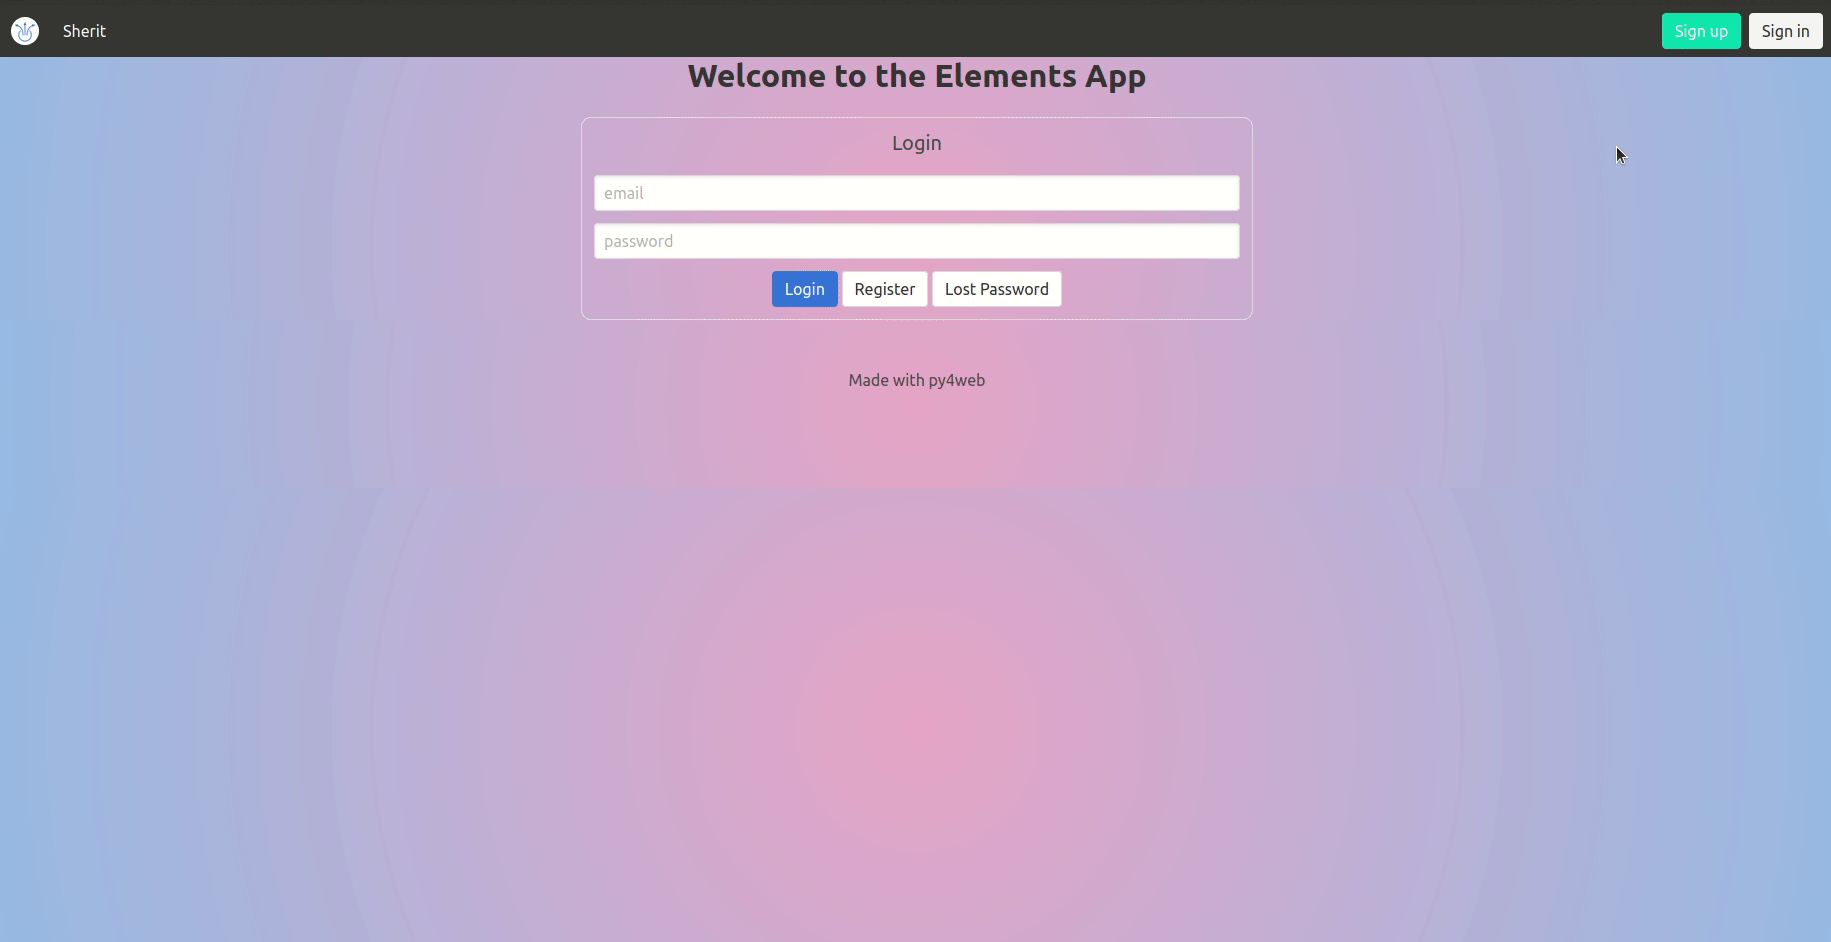 Sherit
Sign up
Sign in
Welcome to the Elements App
Login
email
password
Login Register Lost Password
Made with py4web